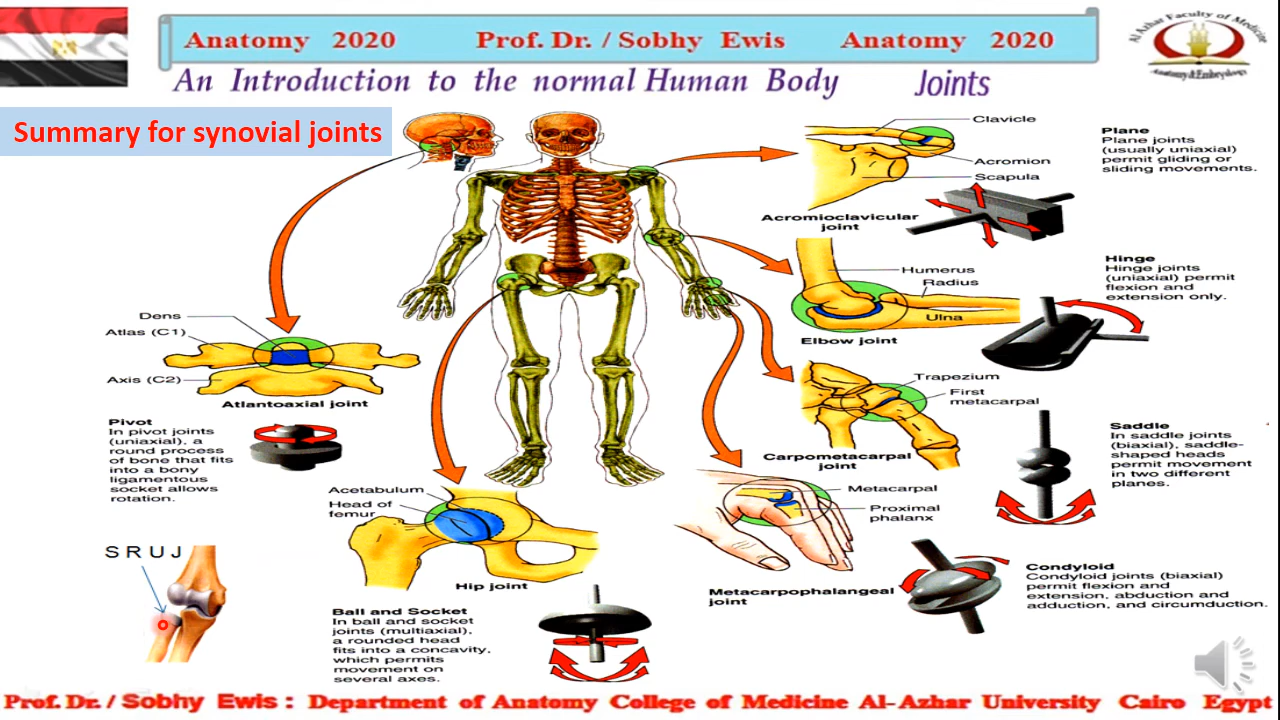 Anatomy 2020 Prof. Dr. / Sobhy Ewis Anatomy 2020
Al Azhar Faculty of Medicine
Anatomy & Embryology
An Introduction to the normal Human Body Joints
Summary for synovial joints
Clavicle
Acromion
Scapula
Acromioclavicular
joint
Plane
Plane joints
(usually uniaxial)
permit gliding or
sliding movements.
Humerus
Radius
Ulna
Elbow joint
Hinge
Hinge joints
(uniaxial) permit
flexion and
extension only.
Dens
Atlas (C1)
Axis (C2)
Atlantoaxial joint
Pivot
In pivot joints
(uniaxial), a
round process
of bone that fits
into a bony
ligamentous
socket allows
rotation.
Trapezium
First
metacarpal
Carpometacarpal
joint
Saddle
In saddle joints
(biaxial), saddle-
shaped heads
permit movement
in two different
planes.
Acetabulum
Head of
femur
Hip joint
Ball and Socket
In ball and socket
joints (multiaxial),
a rounded head
fits into a concavity,
which permits
movement on
several axes.
Metacarpal
Proximal
phalanx
Metacarpophalangeal
joint
Condyloid
Condyloid joints (biaxial)
permit flexion and
extension, abduction and
adduction, and circumduction.
S R U J
Prof. Dr. / Sobhy Ewis : Department of Anatomy College of Medicine Al- Azhar University Cairo Egypt